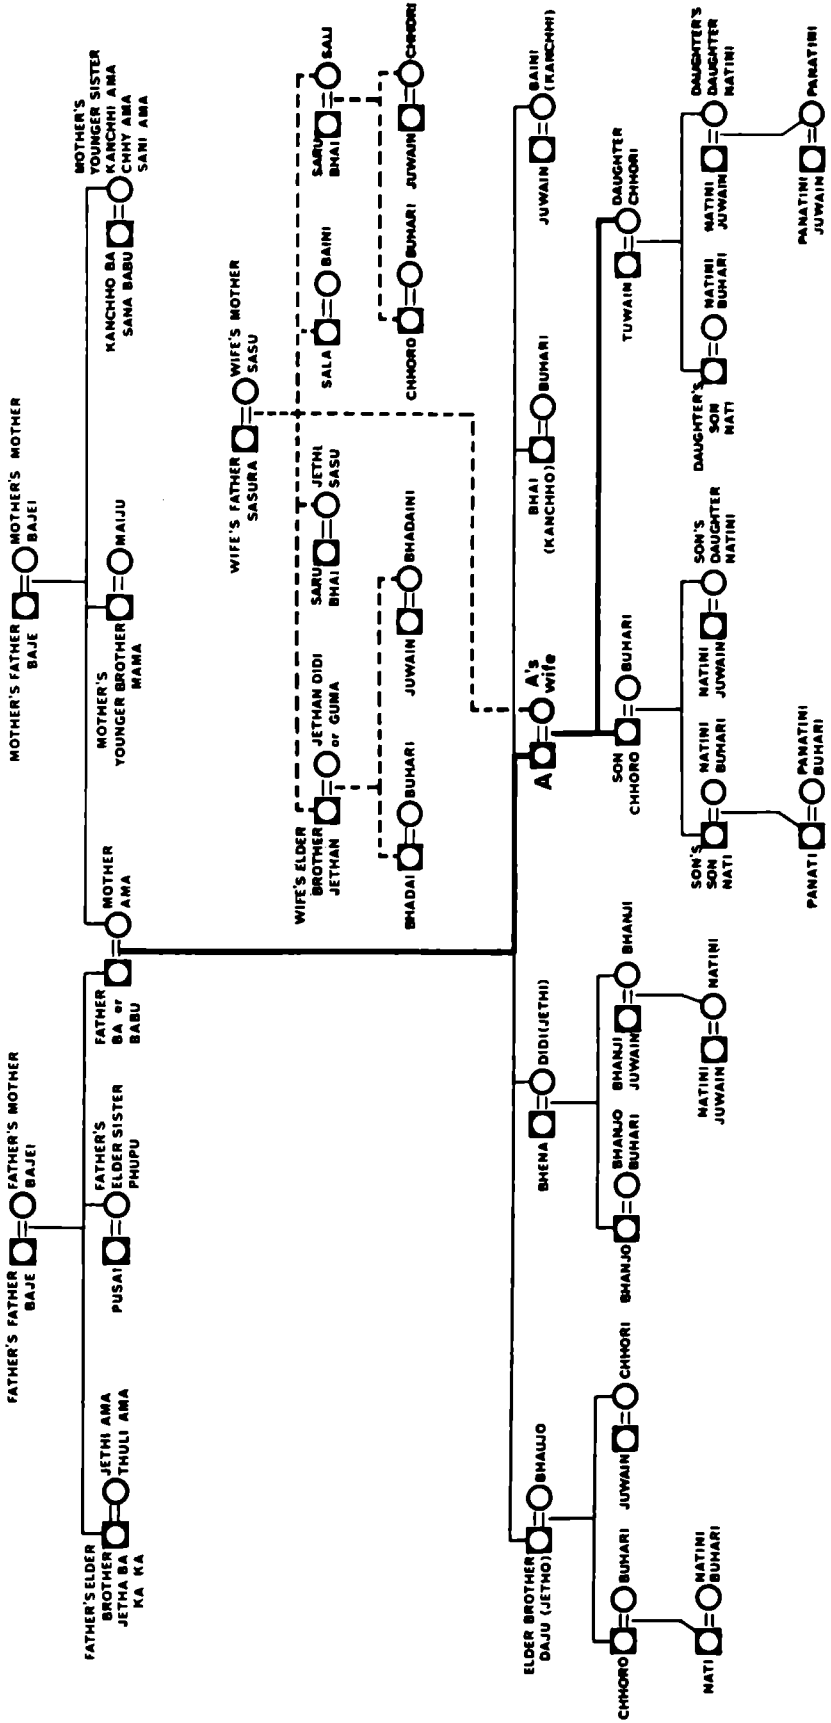 FATHER'S FATHER
BAJE
FATHER'S MOTHER
BAJEI
MOTHER'S FATHER
BAJE
MOTHER'S MOTHER
BAJEI
FATHER'S ELDER
BROTHER
JETHA BA
KA KA
JETHI AMA
THULI AMA
PUSAI
FATHER'S
ELDER SISTER
PHUPU
FATHER
BA or
BABU
MOTHER
AMA
MOTHER'S
YOUNGER BROTHER
MAMA
MAIJU
KANCHHO BA
SANA BABU
MOTHER'S
YOUNGER SISTER
KANCHHI AMA
CHHY AMA
SANI AMA
WIFE'S FATHER
SASURA
WIFE'S MOTHER
SASU
WIFE'S ELDER
BROTHER
JETHAN
JETHAN DIDI
or GUMA
SARU
BHAI
JETHI
SASU
SALA
BAINI
SARU
BHAI
SALI
BHADAI
BUHARI
JUWAIN
BHADAINI
CHHORO
BUHARI
JUWAIN
CHHORI
ELDER BROTHER
DAJU (JETHO)
BHAUJO
BHENA
DIDI(JETHI)
A
A's
wife
BHAI
(KANCHHO)
BUHARI
JUWAIN
BAINI
(KANCHHI)
CHHORO
BUHARI
JUWAIN
CHHORI
BHANJO
BHANJO
BUHARI
BHANJI
JUWAIN
BHANJI
SON
CHHORO
BUHARI
TUWAIN
DAUGHTER
CHHORI
NATI
NATINI
BUHARI
NATINI
JUWAIN
NATINI
SON'S
SON
NATI
NATINI
BUHARI
NATINI
JUWAIN
SON'S
DAUGHTER
NATINI
DAUGHTER'S
SON
NATI
NATINI
BUHARI
NATINI
JUWAIN
DAUGHTER'S
DAUGHTER
NATINI
PANATI
PANATINI
BUHARI
PANATINI
JUWAIN
PANATINI